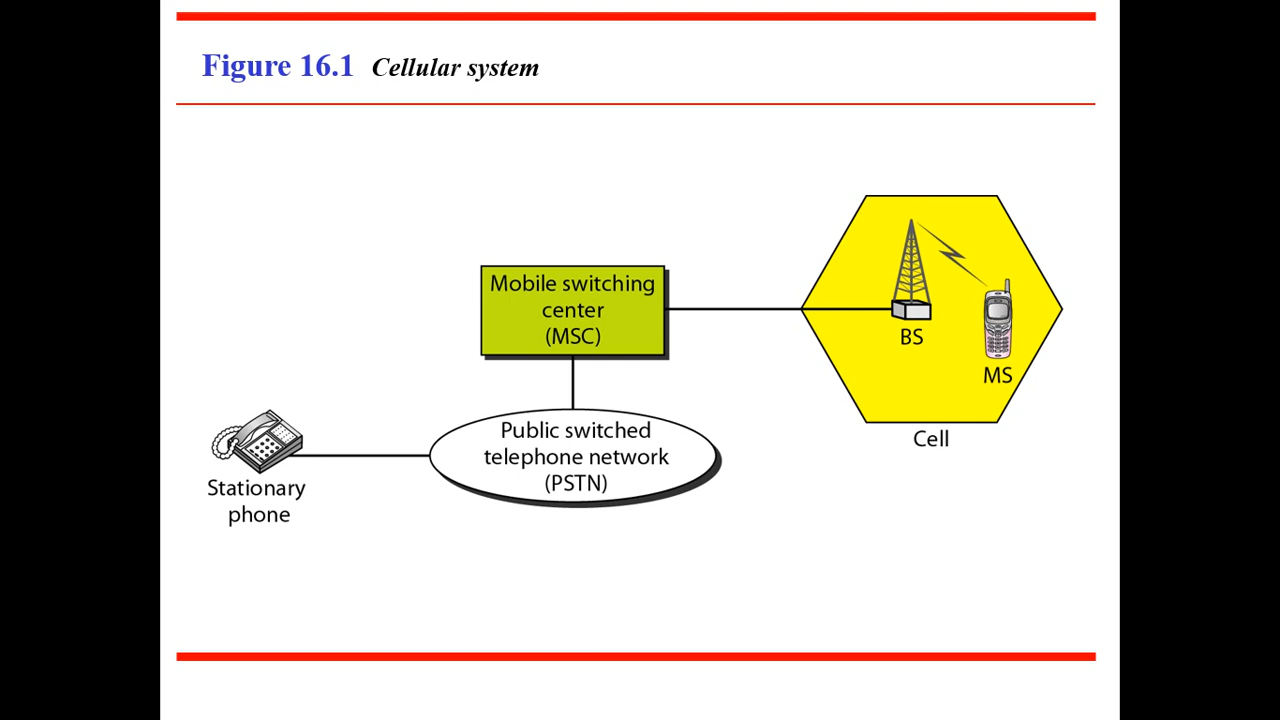 Figure 16.1 Cellular system
Mobile switching
center
(MSC)
BS
MS
Cell
Public switched
telephone network
(PSTN)
Stationary
phone